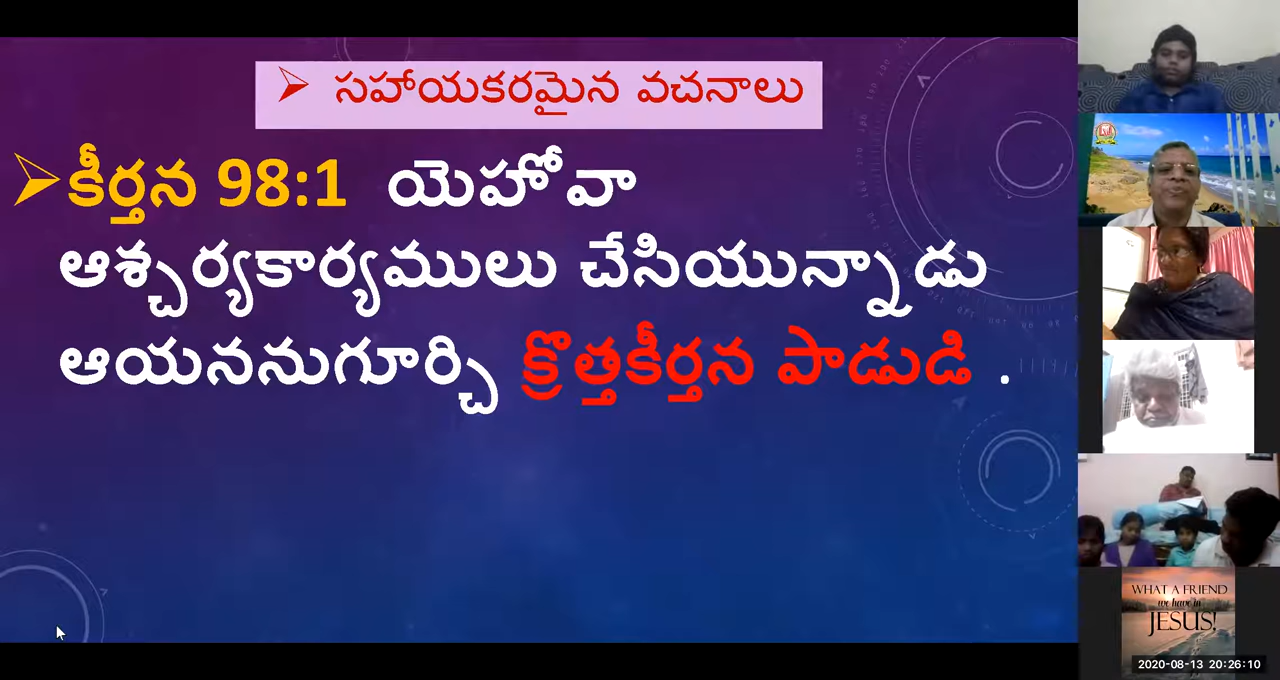 ➢ సహాయకరమైన వచనాలు
➢కీర్తన 98:1 యెహోవా
ఆశ్చర్యకార్యములు చేసియున్నాడు
ఆయననుగూర్చి క్రొత్తకీర్తన పాడుడి .
WHAT A FRIEND
we have in
JESUS!
2020-08-13 20:26:10